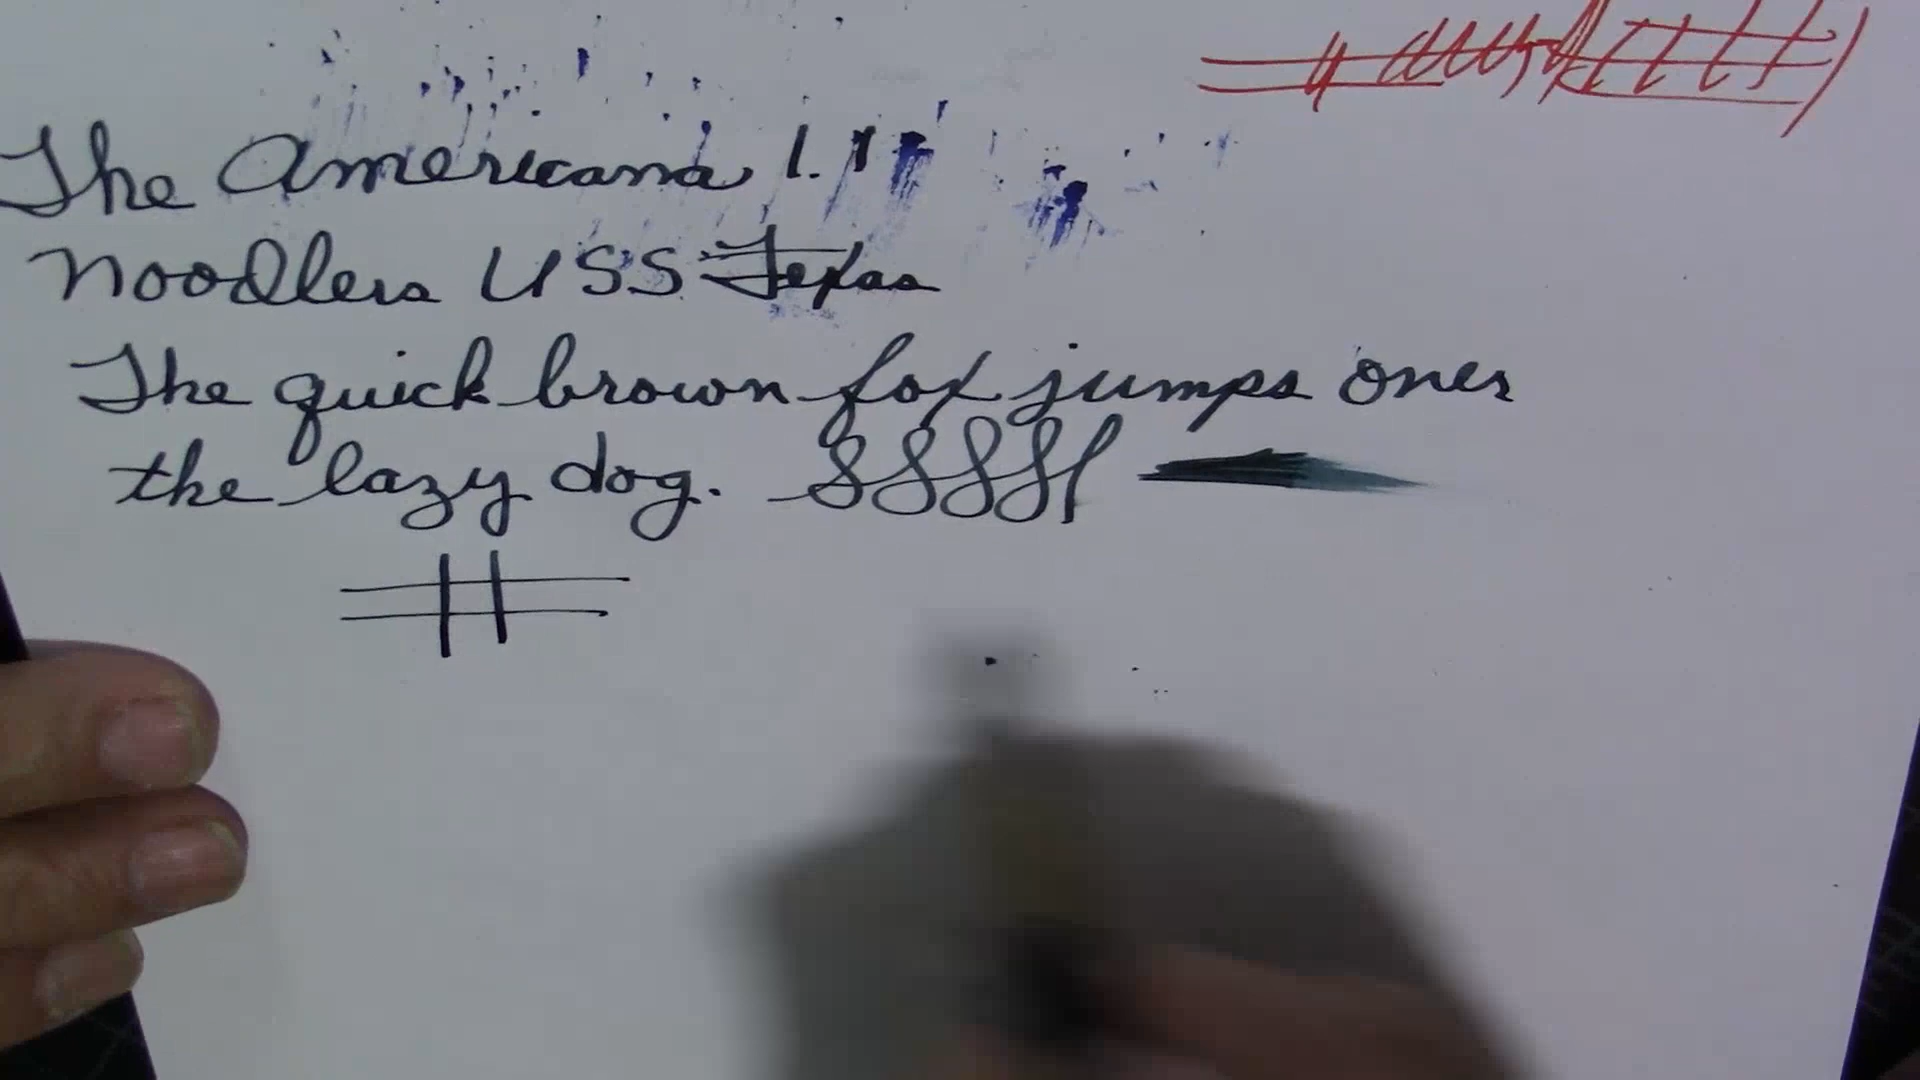 The Americana 1.1
Noodlers USS Texas
The quick brown fox jumps over
the lazy dog.